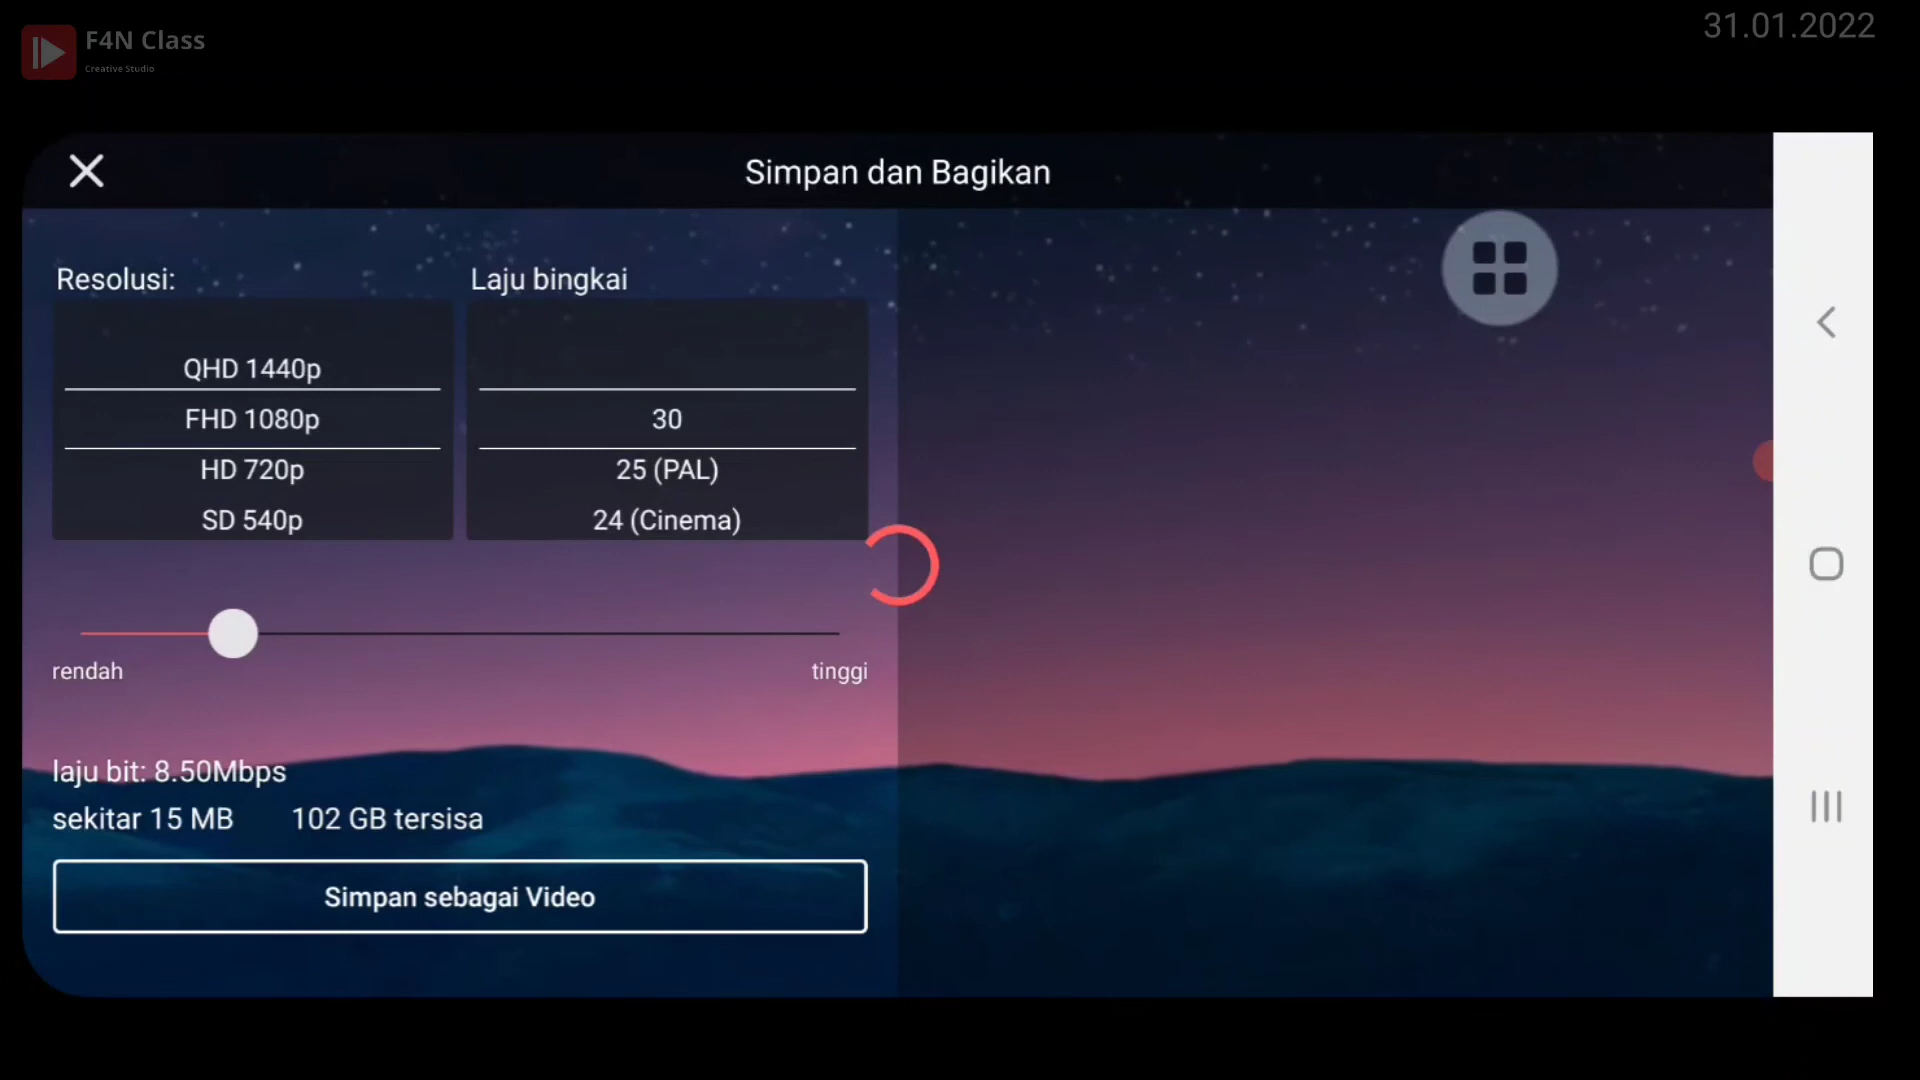 F4N Class
Creative Studio
31.01.2022
Simpan dan Bagikan
Resolusi:
Laju bingkai
QHD 1440p
FHD 1080p
HD 720p
SD 540p
30
25 (PAL)
24 (Cinema)
rendah
tinggi
laju bit: 8.50Mbps
sekitar 15 MB 102 GB tersisa
Simpan sebagai Video